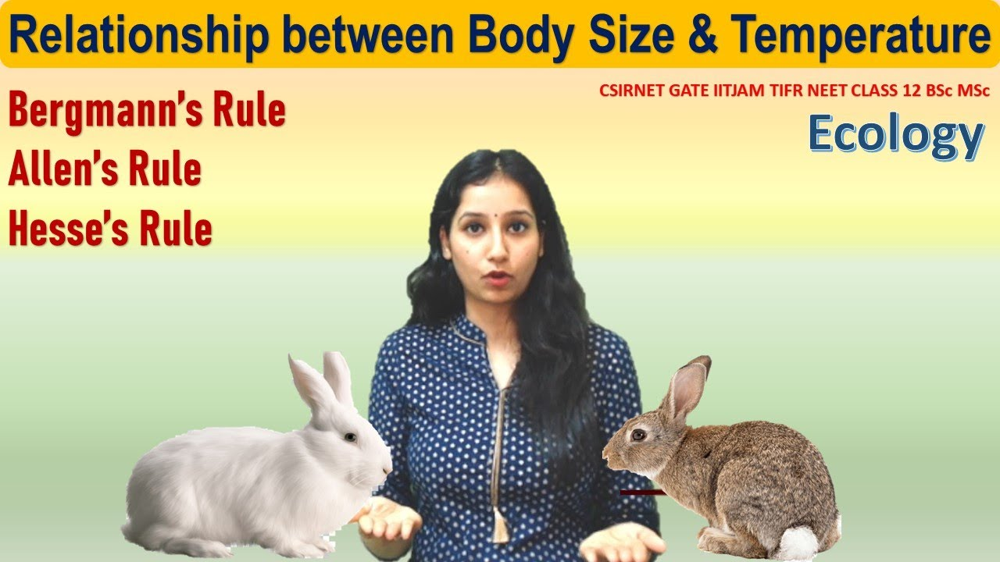 Relationship between Body Size & Temperature
CSIRNET GATE IITJAM TIFR NEET CLASS 12 BSc MSc
Ecology
Bergmann’s Rule
Allen’s Rule
Hesse’s Rule